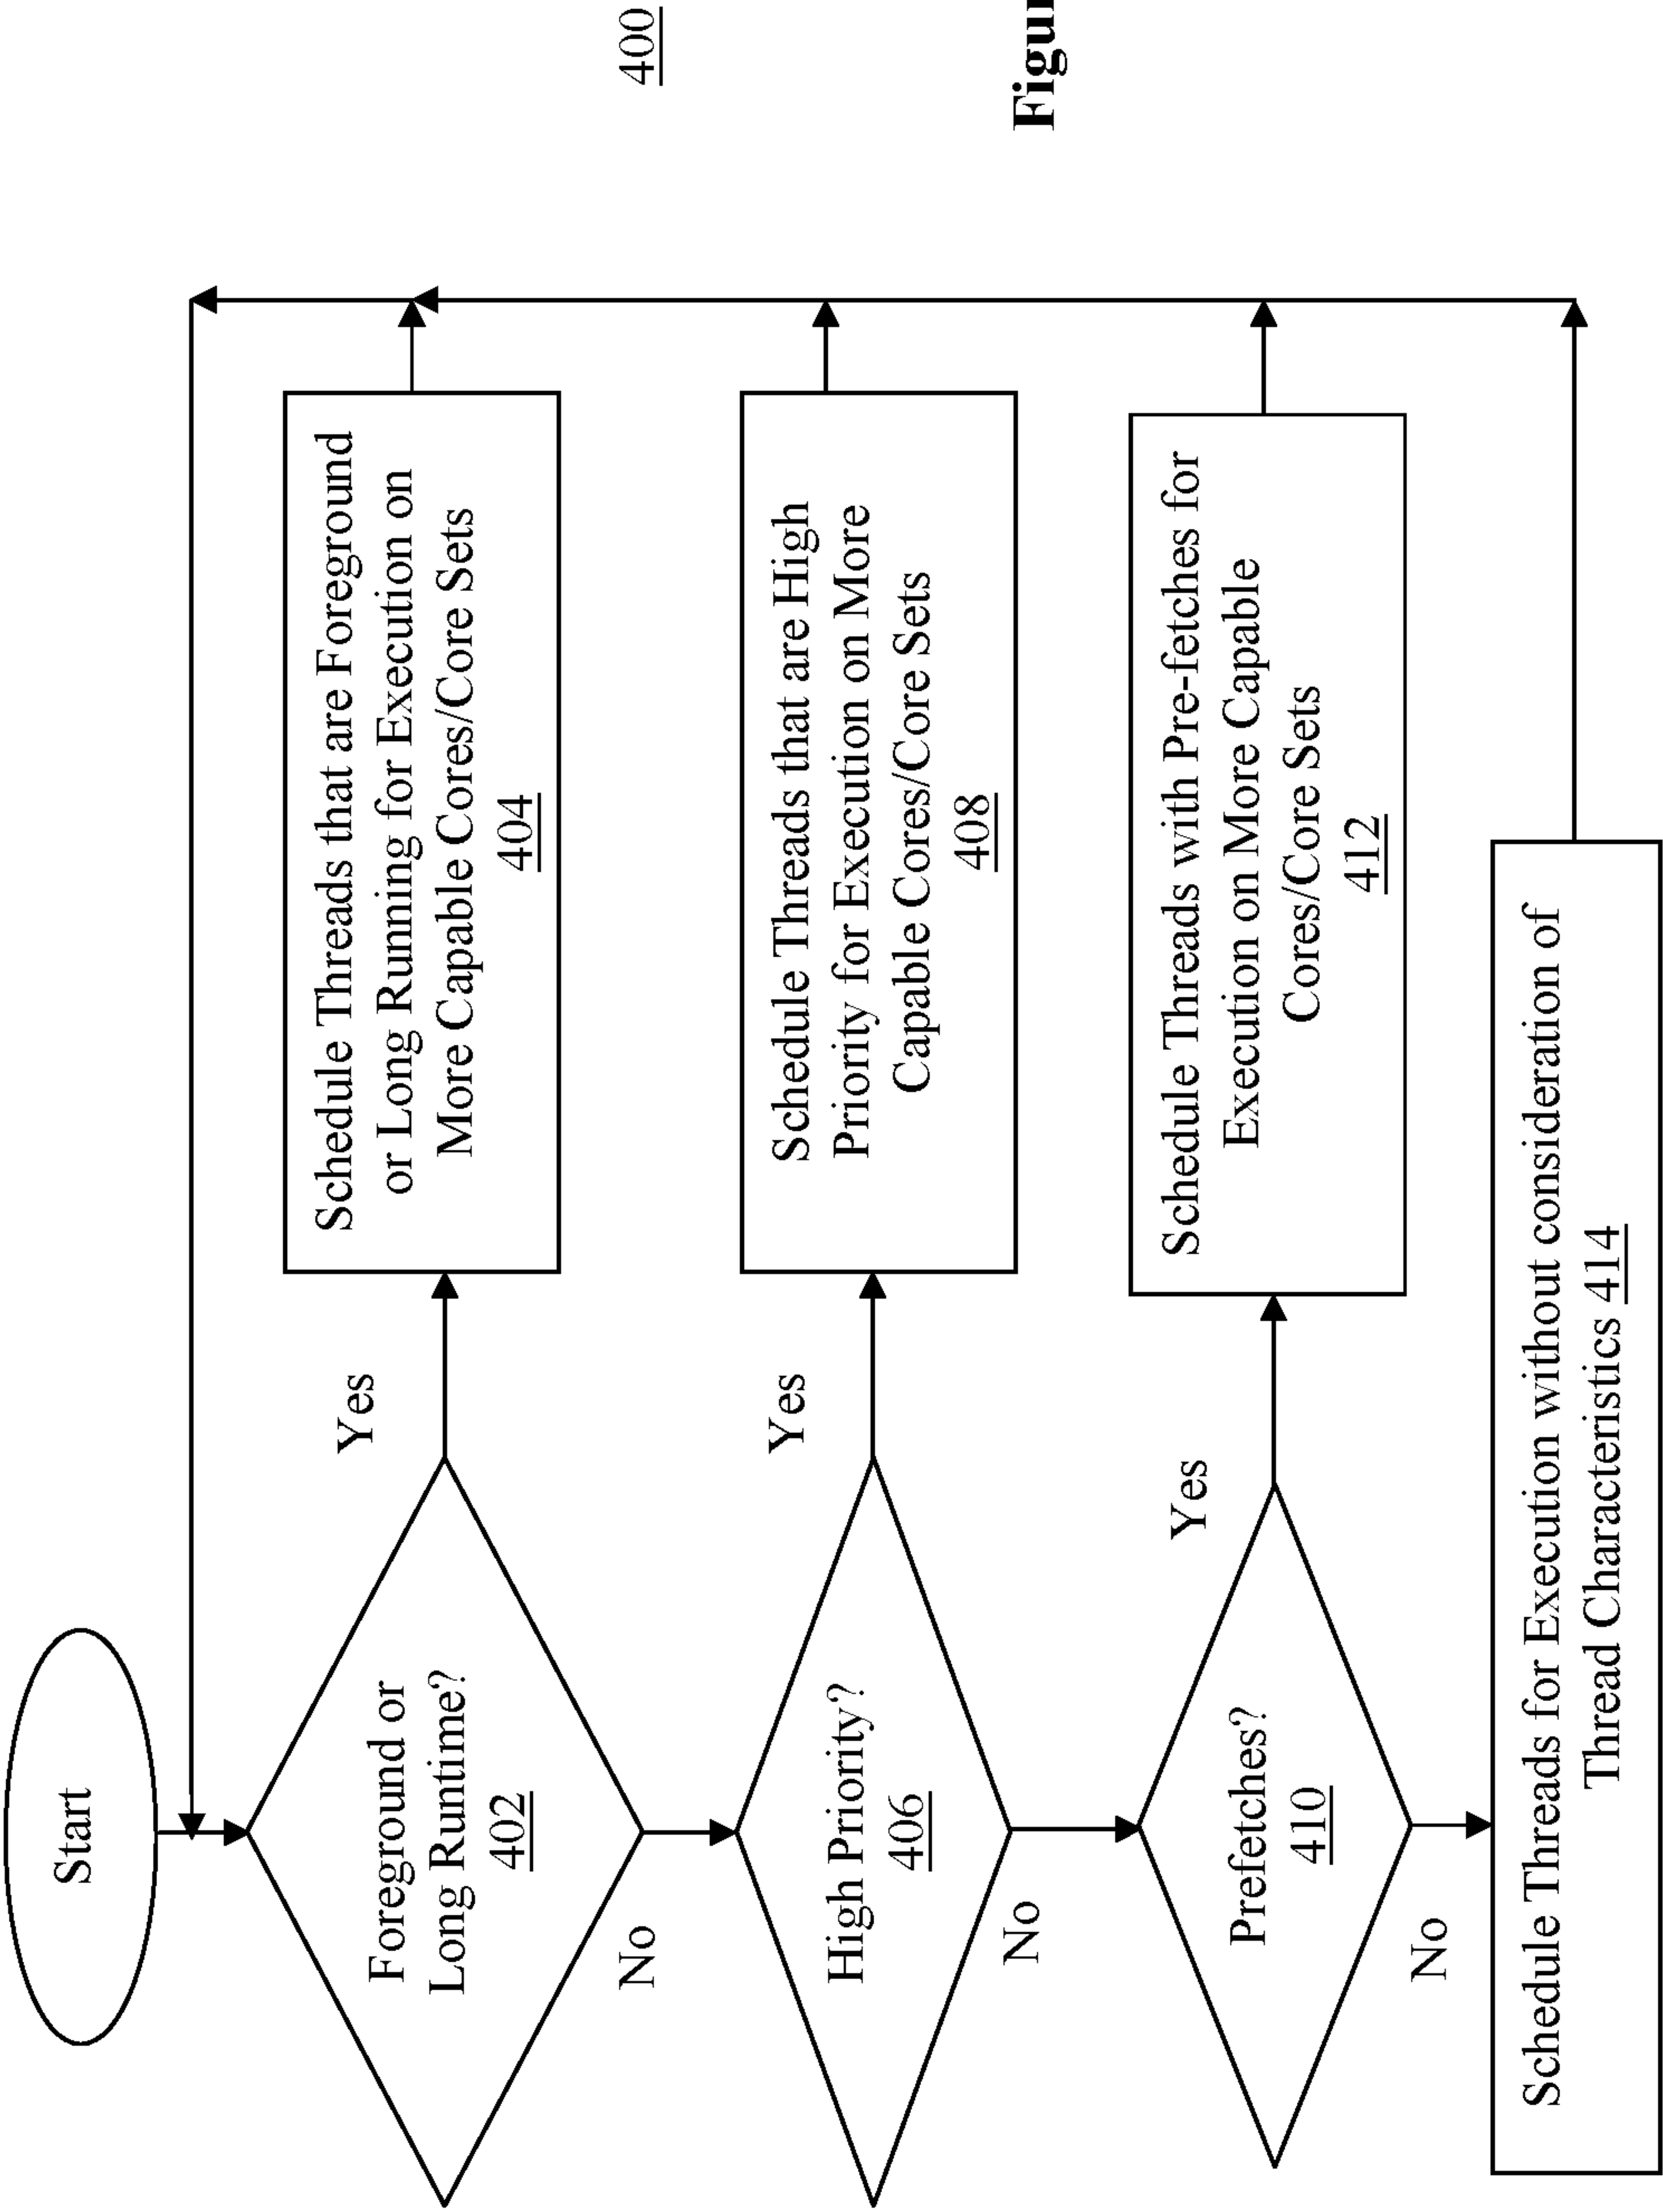 Start
Foreground or
Long Runtime?
402
Yes
No
Schedule Threads that are Foreground
or Long Running for Execution on
More Capable Cores/Core Sets
404
High Priority?
406
Yes
No
Schedule Threads that are High
Priority for Execution on More
Capable Cores/Core Sets
408
Prefetches?
410
Yes
No
Schedule Threads with Pre-fetches for
Execution on More Capable
Cores/Core Sets
412
Schedule Threads for Execution without consideration of
Thread Characteristics 414
400
Figu